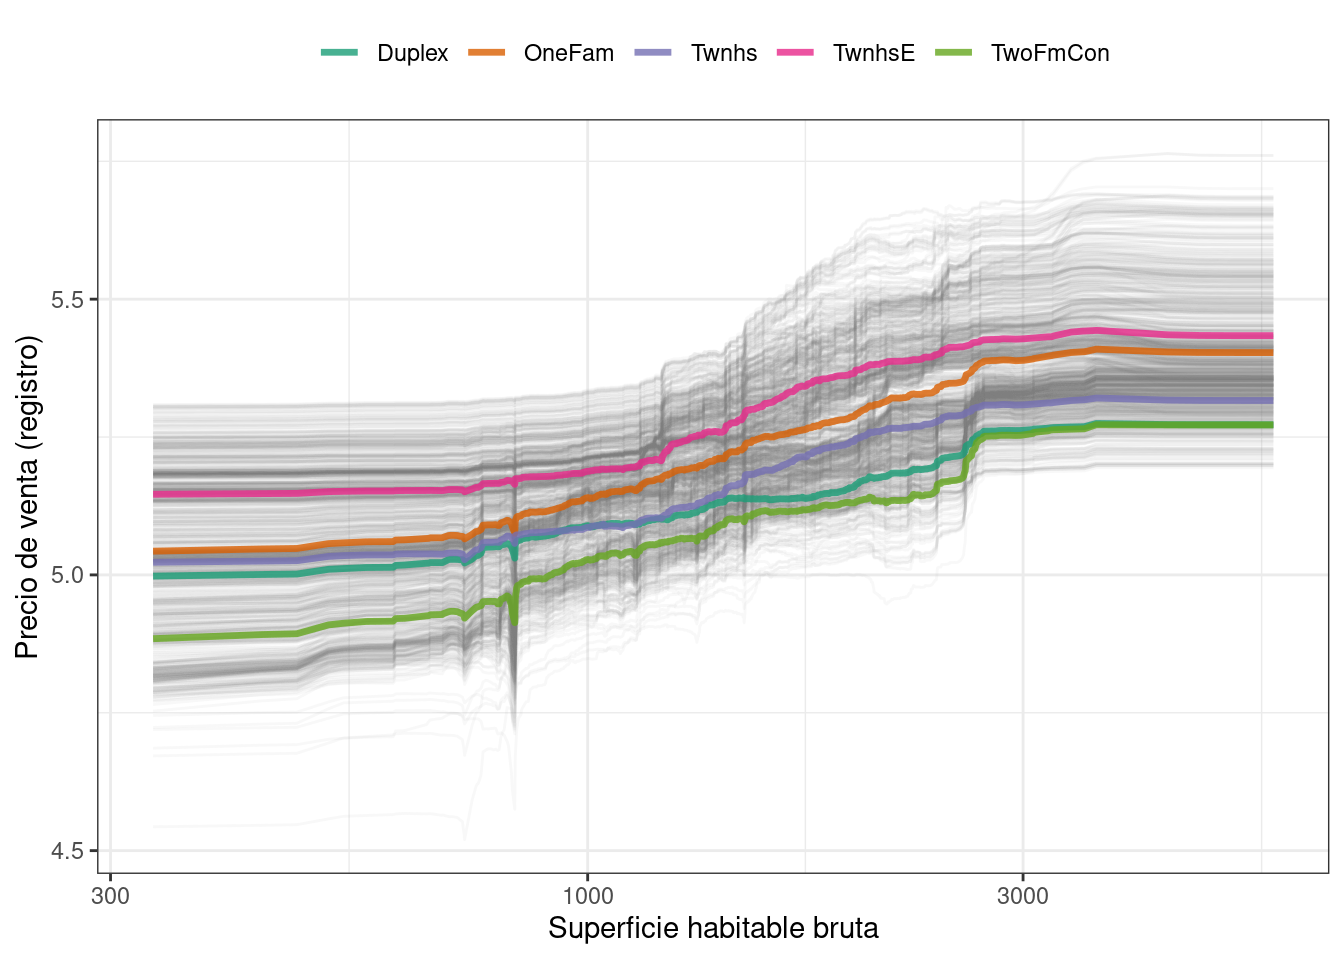 Duplex OneFam Twnhs TwnhsE TwoFmCon
Precio de venta (registro)
5.5
5.0
4.5
300 1000 3000
Superficie habitable bruta